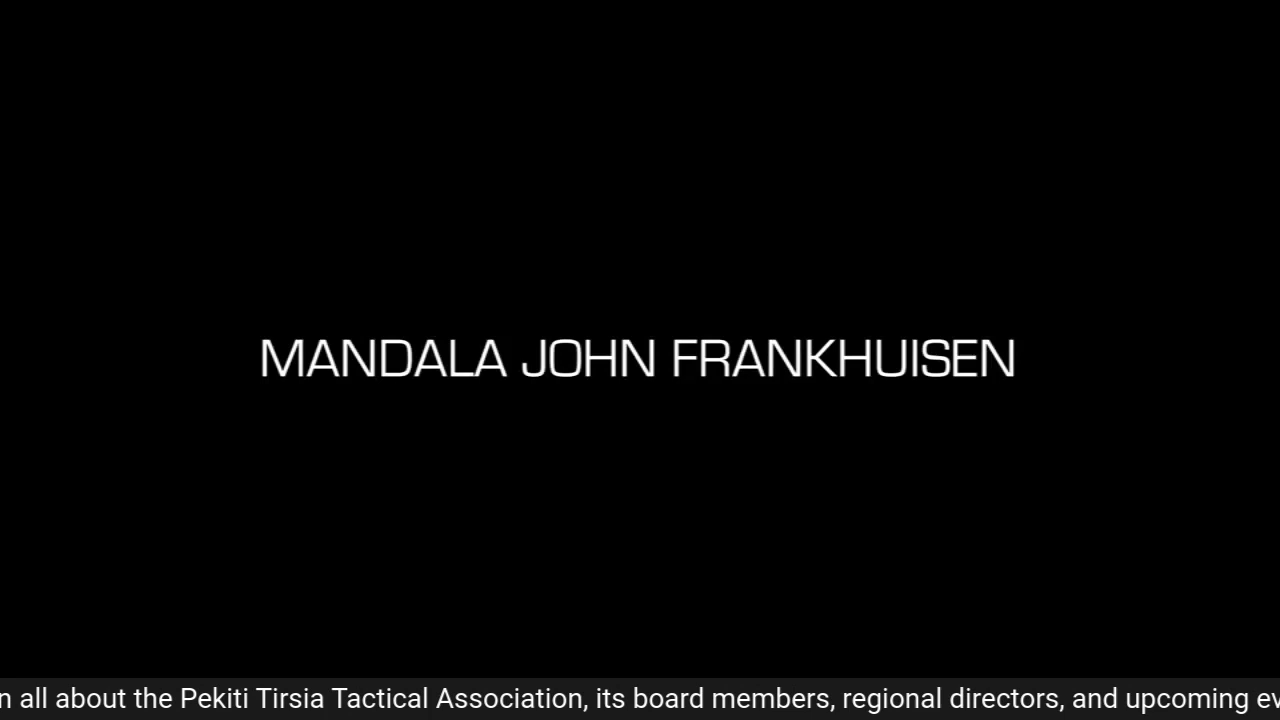 MANDALA JOHN FRANKHUISEN
all about the Pekiti Tirsia Tactical Association, its board members, regional directors, and upcoming